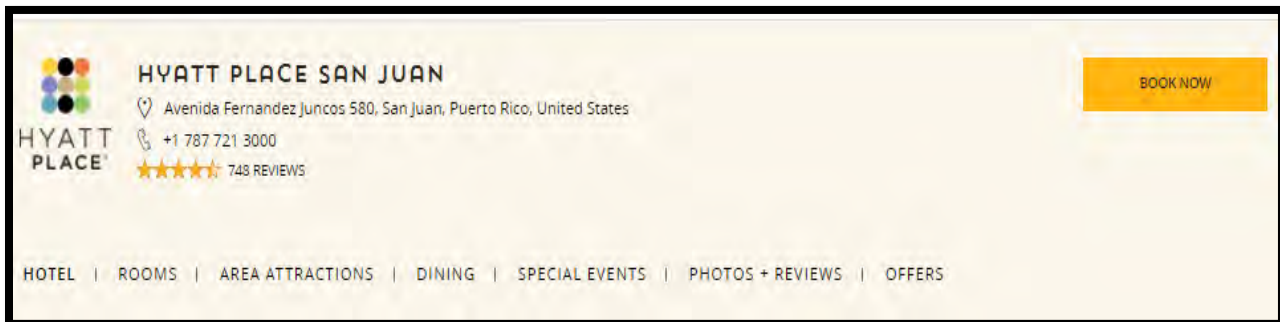 HYATT PLACE SAN JUAN
Avenida Fernandez Juncos 580, San Juan, Puerto Rico, United States
+1 787 721 3000
748 REVIEWS
HYATT
PLACE
BOOK NOW
HOTEL | ROOMS | AREA ATTRACTIONS | DINING | SPECIAL EVENTS | PHOTOS + REVIEWS | OFFERS